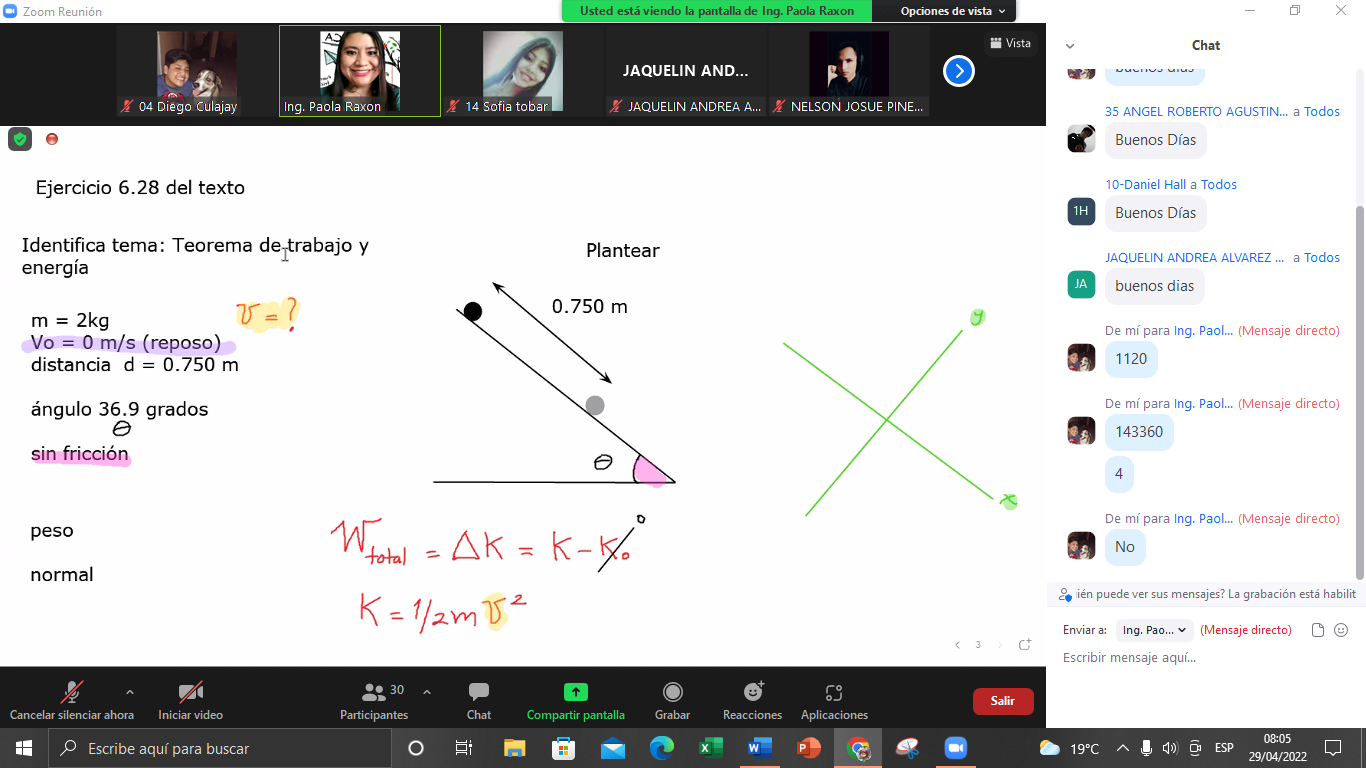 Zoom Reunión
Usted está viendo la pantalla de Ing. Paola Raxon
Opciones de vista
04 Diego Culajay
Ing. Paola Raxon
14 Sofia tobar
JAQUELIN AND...
JAQUELIN ANDREA A...
NELSON JOSUE PINE...
Vista
Ejercicio 6.28 del texto
Identifica tema: Teorema de trabajo y
energía
Plantear
0.750 m
m = 2kg
v = ?
Vo = 0 m/s (reposo)
distancia d = 0.750 m
ángulo 36.9 grados
θ
sin fricción
θ
y
x
peso
normal
W total = ΔK = K - K₀
0
K = 1/2 m v²
3
Chat
buenos dias
35 ANGEL ROBERTO AGUSTIN... a Todos
Buenos Días
10-Daniel Hall a Todos
1H
Buenos Días
JAQUELIN ANDREA ALVAREZ ... a Todos
JA
buenos dias
De mí para Ing. Paol... (Mensaje directo)
1120
De mí para Ing. Paol... (Mensaje directo)
143360
4
De mí para Ing. Paol... (Mensaje directo)
No
ién puede ver sus mensajes? La grabación está habilit
Enviar a: Ing. Pao... (Mensaje directo)
Escribir mensaje aquí...
Cancelar silenciar ahora
Iniciar video
30
Participantes
Chat
Compartir pantalla
Grabar
Reacciones
Aplicaciones
Salir
Escribe aquí para buscar
19°C
ESP
08:05
29/04/2022